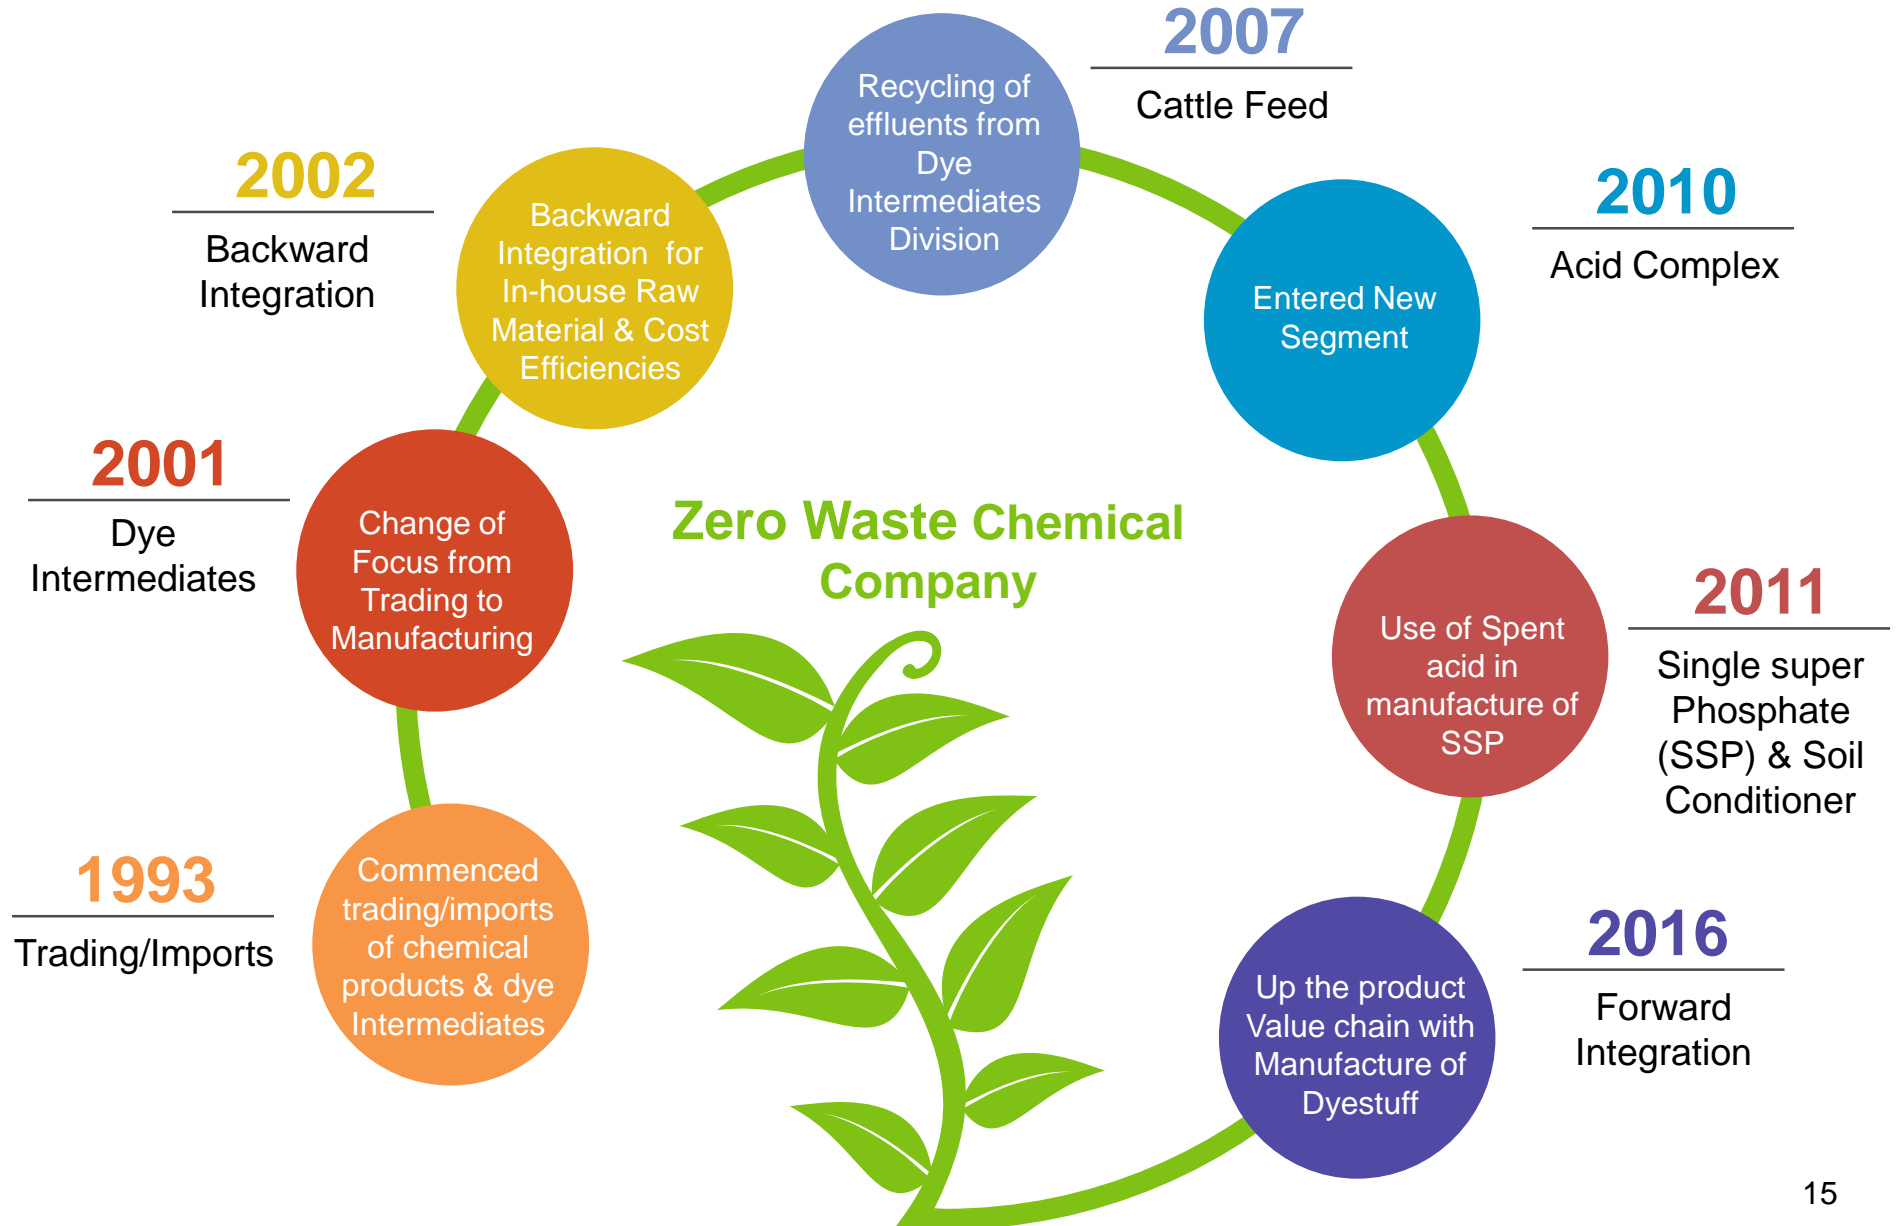 1993
Trading/Imports
Commenced
trading/imports
of chemical
products & dye
Intermediates
2001
Dye
Intermediates
Change of
Focus from
Trading to
Manufacturing
2002
Backward
Integration
Backward
Integration for
In-house Raw
Material & Cost
Efficiencies
2007
Cattle Feed
Recycling of
effluents from
Dye
Intermediates
Division
2010
Acid Complex
Entered New
Segment
2011
Single super
Phosphate
(SSP) & Soil
Conditioner
Use of Spent
acid in
manufacture of
SSP
2016
Forward
Integration
Up the product
Value chain with
Manufacture of
Dyestuff
Zero Waste Chemical
Company
15